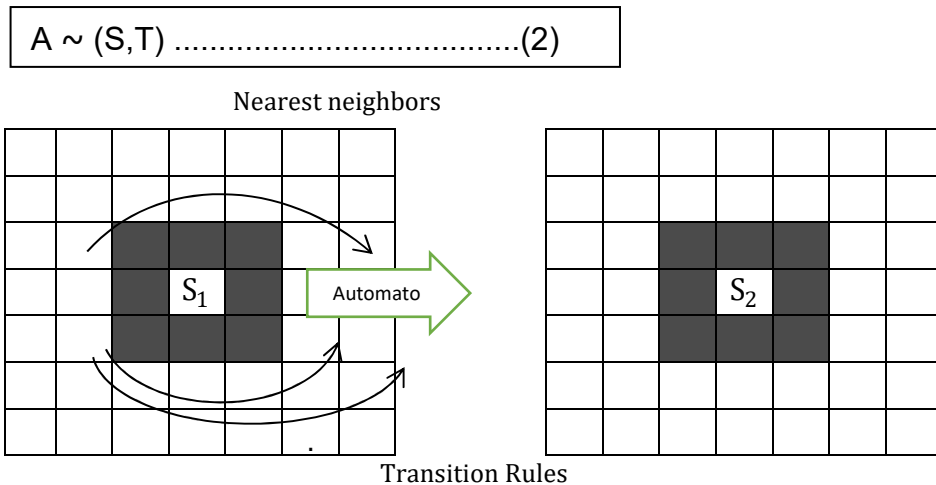 A ~ (S,T) .......................................(2)
Nearest neighbors
S₁
Automato
S₂
.
Transition Rules